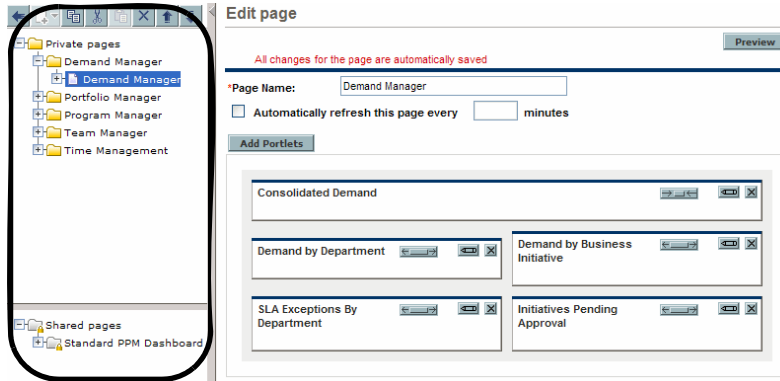 Edit page
Preview
All changes for the page are automatically saved
*Page Name:
Demand Manager
Automatically refresh this page every
minutes
Add Portlets
Private pages
Demand Manager
Demand Manager
Portfolio Manager
Program Manager
Team Manager
Time Management
Shared pages
Standard PPM Dashboard
Consolidated Demand
Demand by Department
Demand by Business
Initiative
SLA Exceptions By
Department
Initiatives Pending
Approval